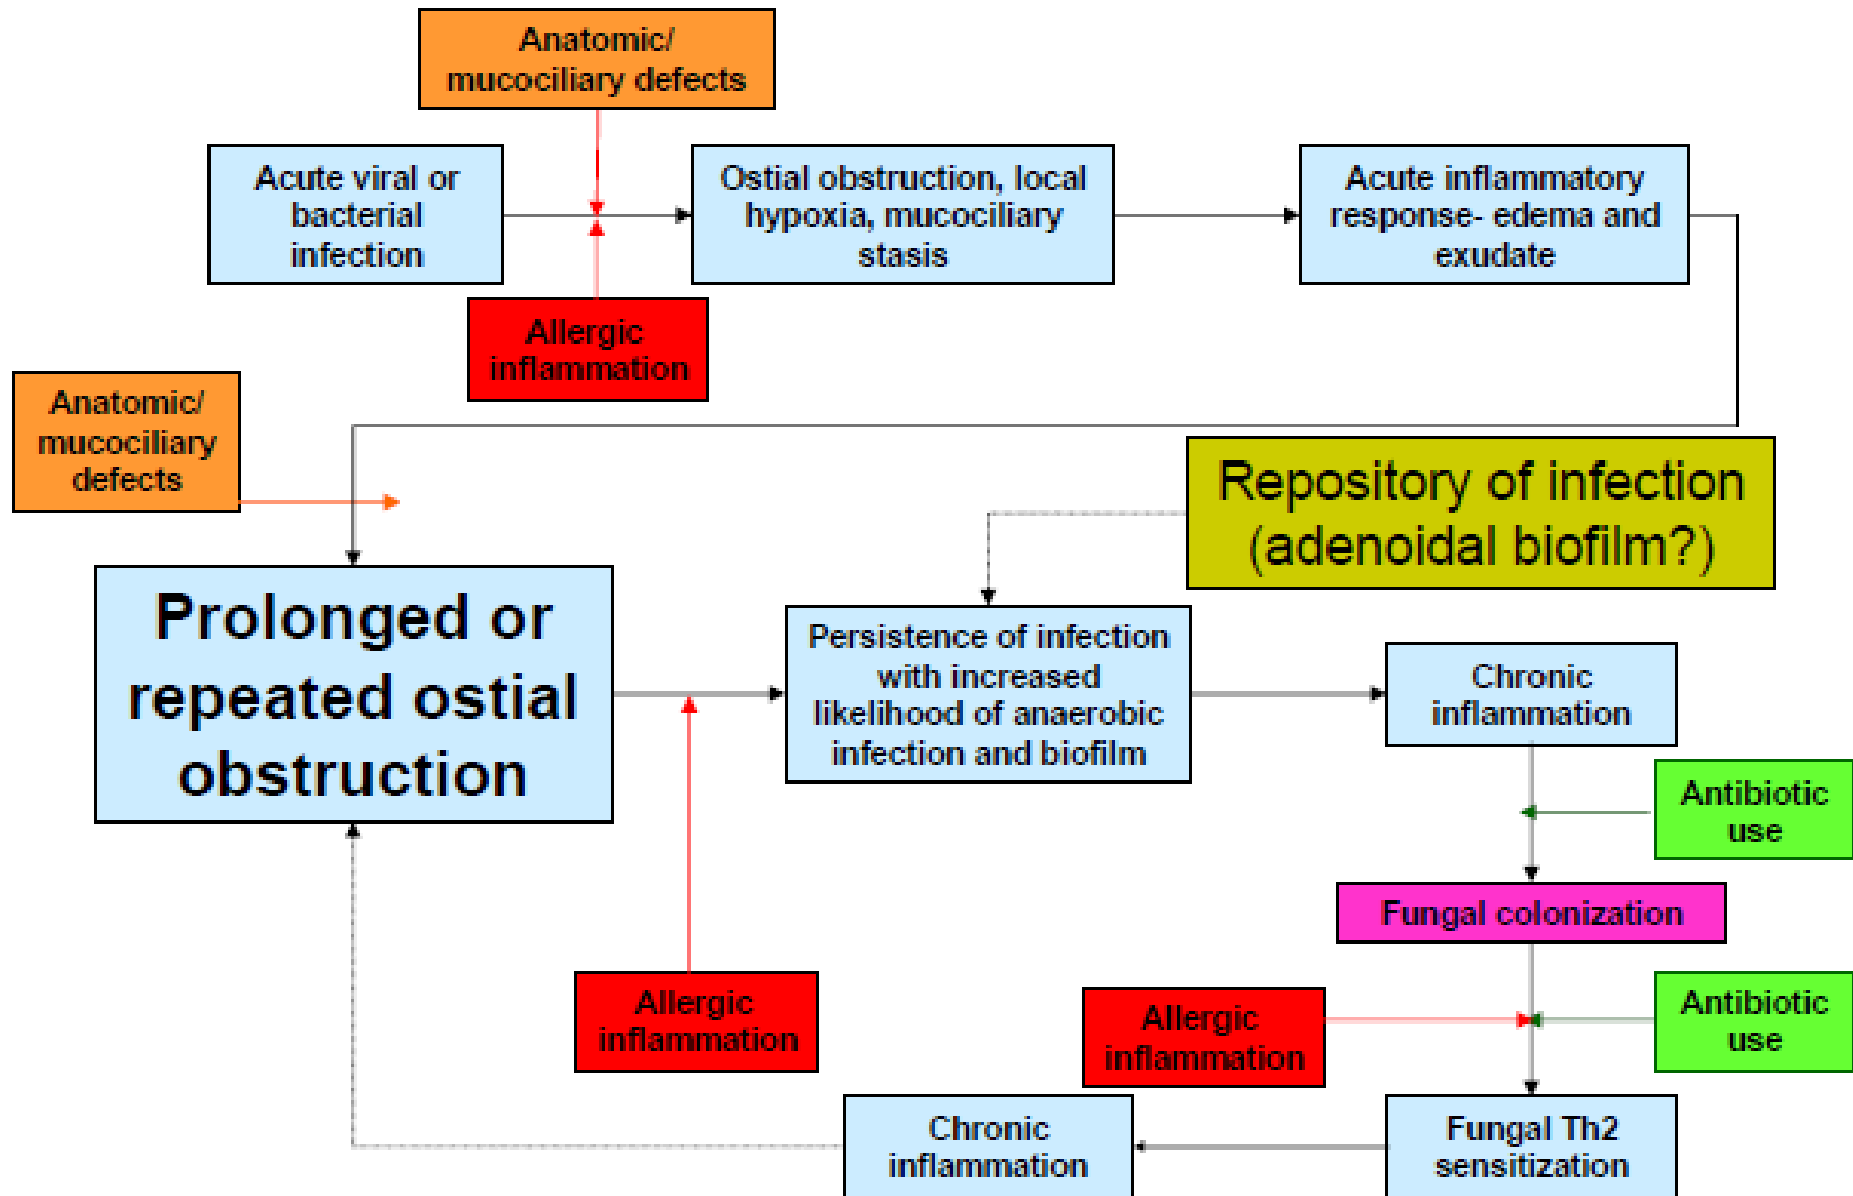 Anatomic/
mucociliary defects
Acute viral or
bacterial
infection
Ostial obstruction, local
hypoxia, mucociliary
stasis
Acute inflammatory
response- edema and
exudate
Allergic
inflammation
Anatomic/
mucociliary
defects
Repository of infection
(adenoidal biofilm?)
Prolonged or
repeated ostial
obstruction
Persistence of infection
with increased
likelihood of anaerobic
infection and biofilm
Chronic
inflammation
Antibiotic
use
Fungal colonization
Allergic
inflammation
Allergic
inflammation
Antibiotic
use
Chronic
inflammation
Fungal Th2
sensitization